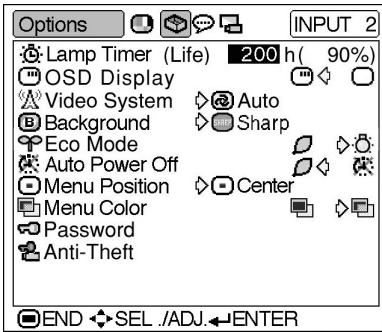 Options INPUT 2
Lamp Timer (Life) 200 h( 90%)
OSD Display
Video System Auto
B Background SHARP Sharp
Eco Mode
Auto Power Off
Menu Position Center
Menu Color
Password
Anti-Theft
END SEL ./ADJ. ENTER